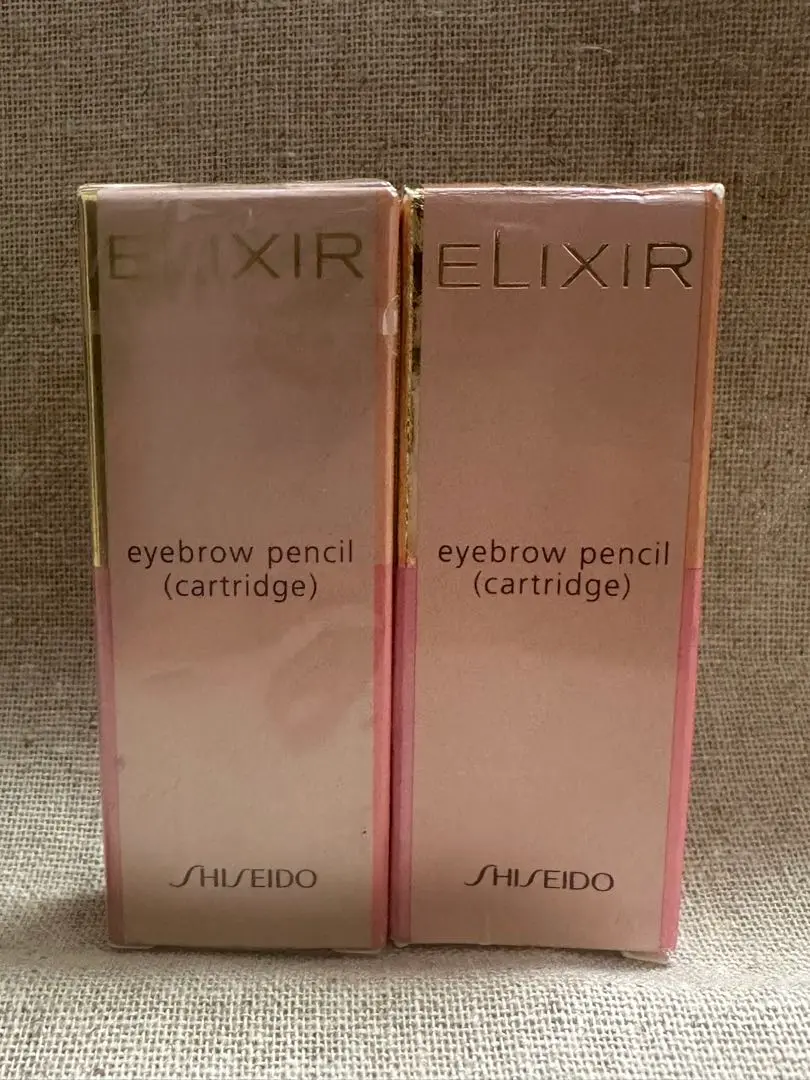 ELIXIR
eyebrow pencil
(cartridge)
SHISEIDO
ELIXIR
eyebrow pencil
(cartridge)
SHISEIDO